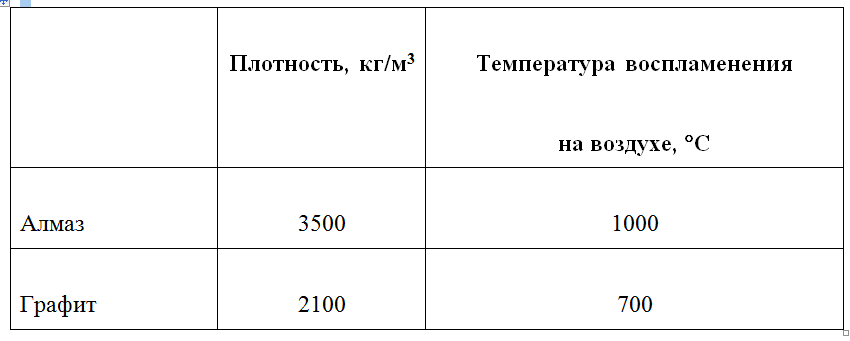 Плотность, кг/м³
Температура воспламенения
на воздухе, °С
Алмаз
3500
1000
Графит
2100
700